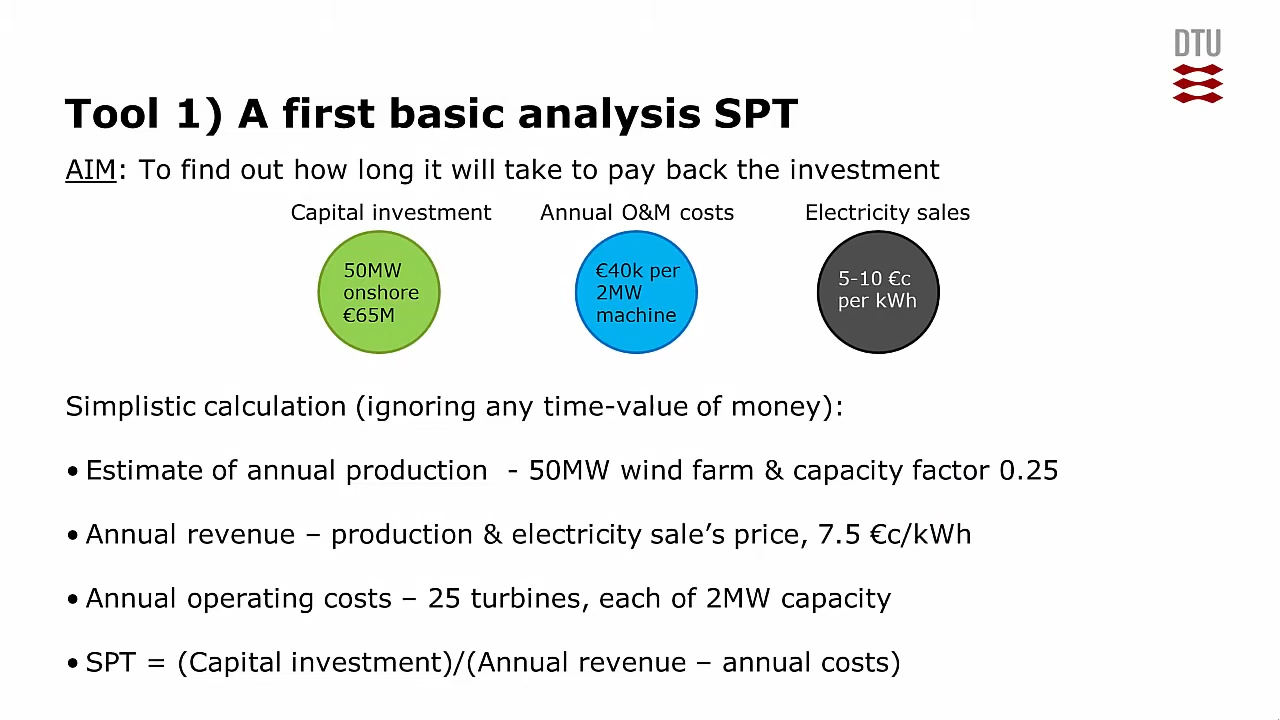 DTU
Tool 1) A first basic analysis SPT
AIM: To find out how long it will take to pay back the investment
Capital investment
Annual O&M costs
Electricity sales
50MW
onshore
€65M
€40k per
2MW
machine
5-10 €c
per kWh
Simplistic calculation (ignoring any time-value of money):
• Estimate of annual production - 50MW wind farm & capacity factor 0.25
• Annual revenue – production & electricity sale’s price, 7.5 €c/kWh
• Annual operating costs – 25 turbines, each of 2MW capacity
• SPT = (Capital investment)/(Annual revenue – annual costs)